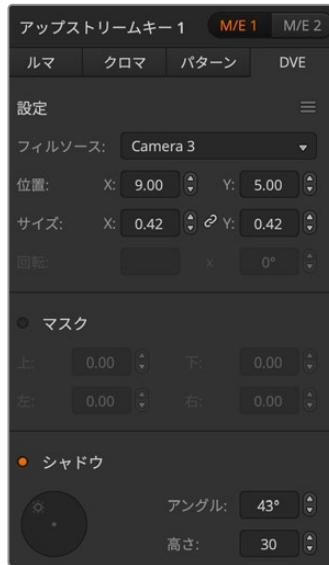 アップストリームキー 1 M/E 1 M/E 2
ルマ クロマ パターン DVE
設定
フィルソース: Camera 3
位置: X: 9.00 Y: 5.00
サイズ: X: 0.42 Y: 0.42
回転: x 0°
マスク
上: 0.00 下: 0.00
左: 0.00 右: 0.00
シャドウ
アングル: 43°
高さ: 30